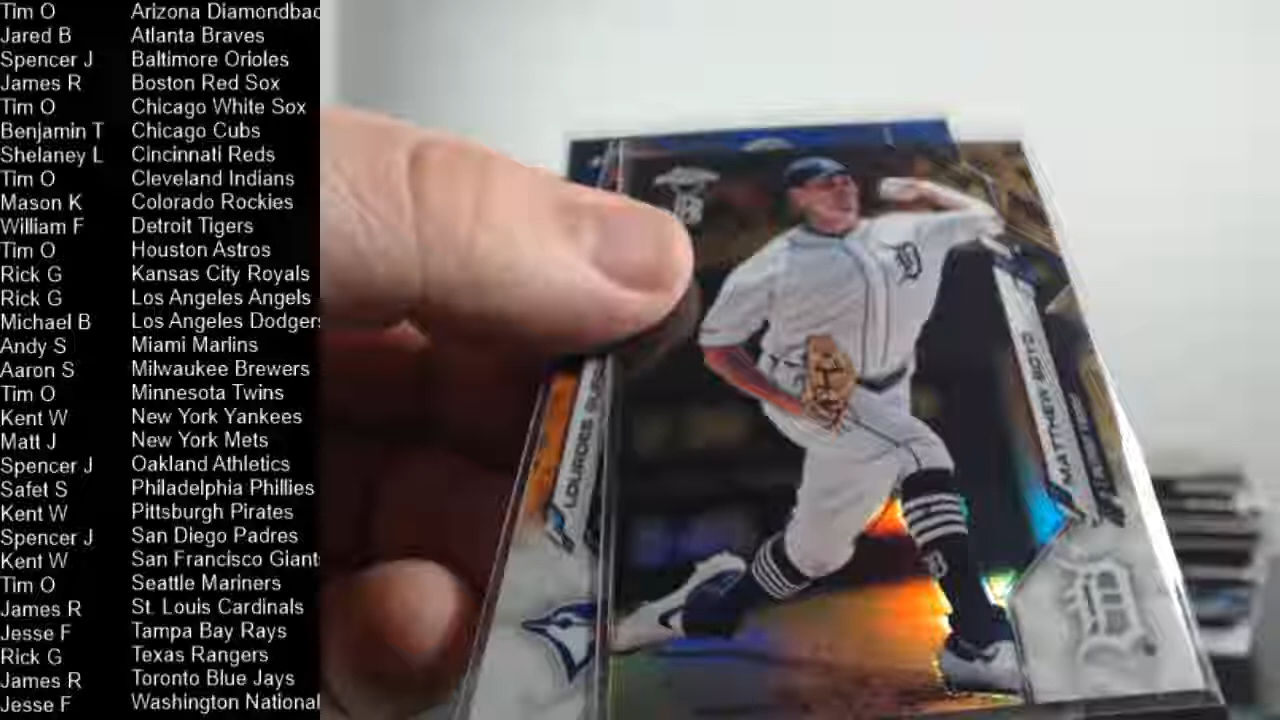 Tim O Arizona Diamondbac
Jared B Atlanta Braves
Spencer J Baltimore Orioles
James R Boston Red Sox
Tim O Chicago White Sox
Benjamin T Chicago Cubs
Shelaney L Cincinnati Reds
Tim O Cleveland Indians
Mason K Colorado Rockies
William F Detroit Tigers
Tim O Houston Astros
Rick G Kansas City Royals
Rick G Los Angeles Angels
Michael B Los Angeles Dodgers
Andy S Miami Marlins
Aaron S Milwaukee Brewers
Tim O Minnesota Twins
Kent W New York Yankees
Matt J New York Mets
Spencer J Oakland Athletics
Safet S Philadelphia Phillies
Kent W Pittsburgh Pirates
Spencer J San Diego Padres
Kent W San Francisco Giants
Tim O Seattle Mariners
James R St. Louis Cardinals
Jesse F Tampa Bay Rays
Rick G Texas Rangers
James R Toronto Blue Jays
Jesse F Washington National
LOURDES
MATTHEW BOYD
D
D